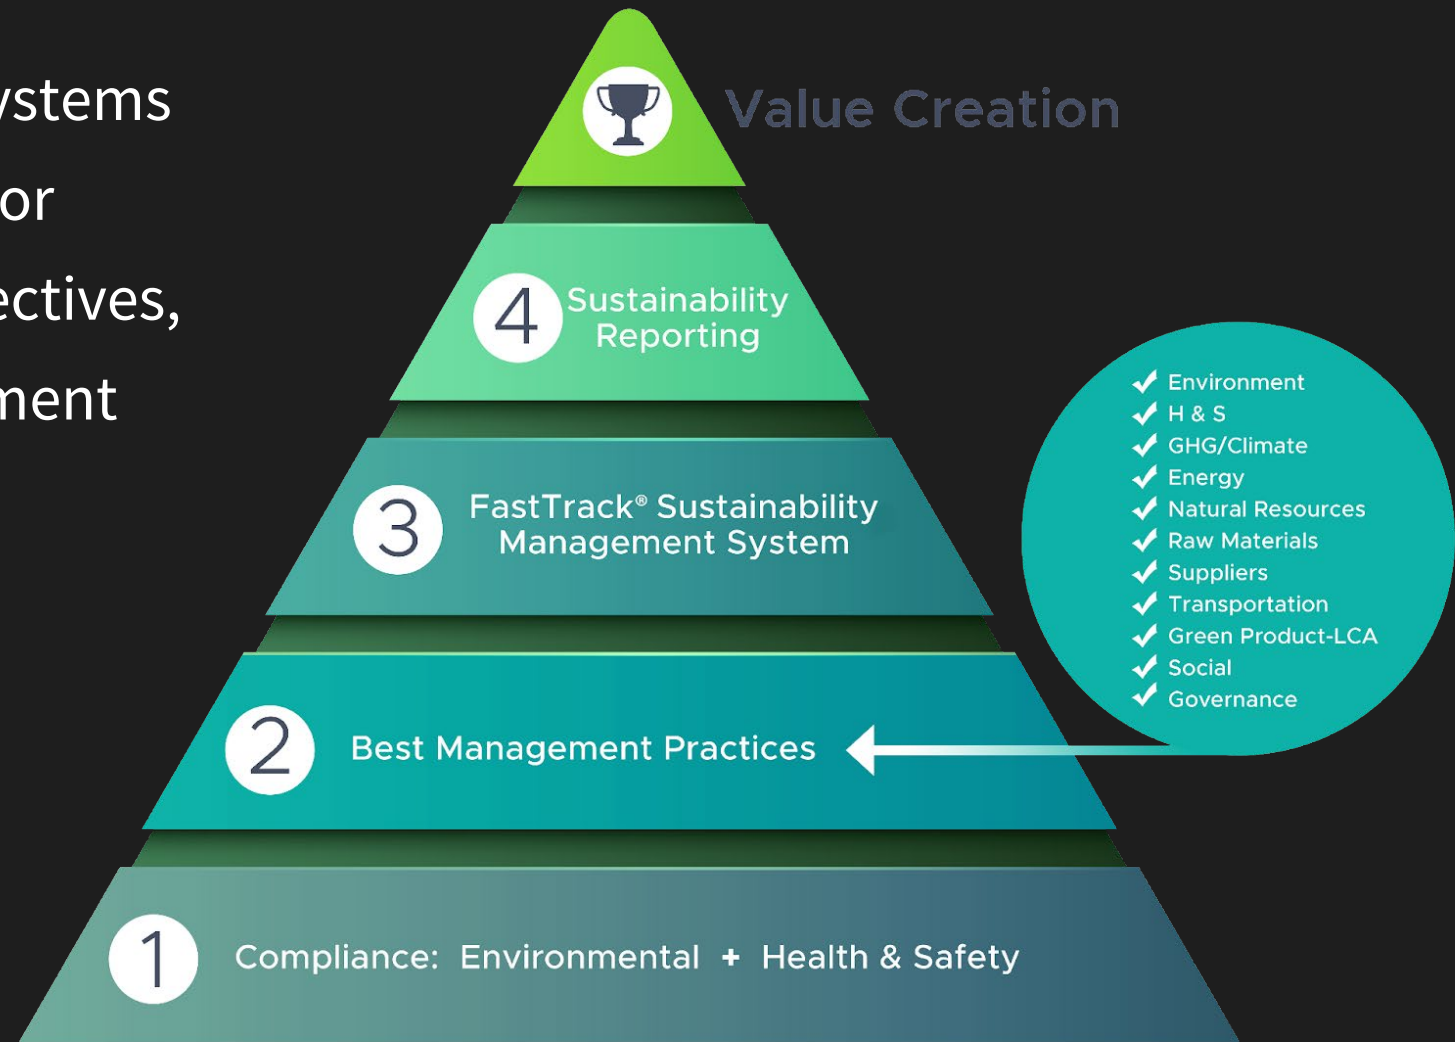 ystems
or
ectives,
ment
Value Creation
4
Sustainability
Reporting
3
FastTrack® Sustainability
Management System
2
Best Management Practices
1
Compliance: Environmental + Health & Safety
Environment
H & S
GHG/Climate
Energy
Natural Resources
Raw Materials
Suppliers
Transportation
Green Product-LCA
Social
Governance